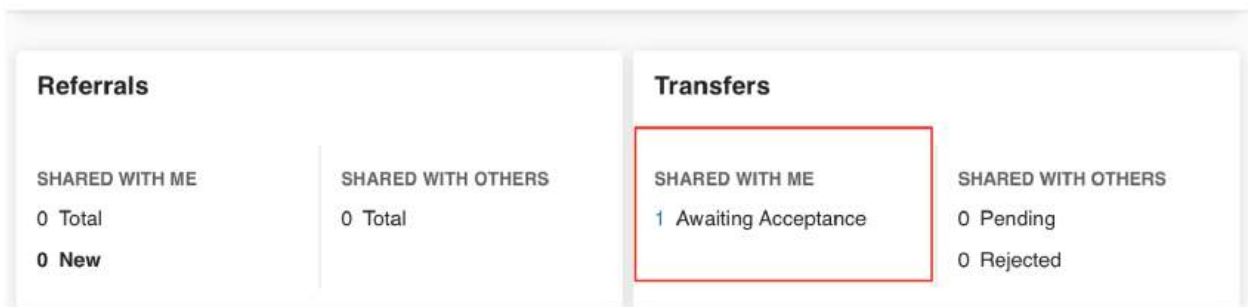 Referrals
SHARED WITH ME
0 Total
0 New
SHARED WITH OTHERS
0 Total
Transfers
SHARED WITH ME
1 Awaiting Acceptance
SHARED WITH OTHERS
0 Pending
0 Rejected